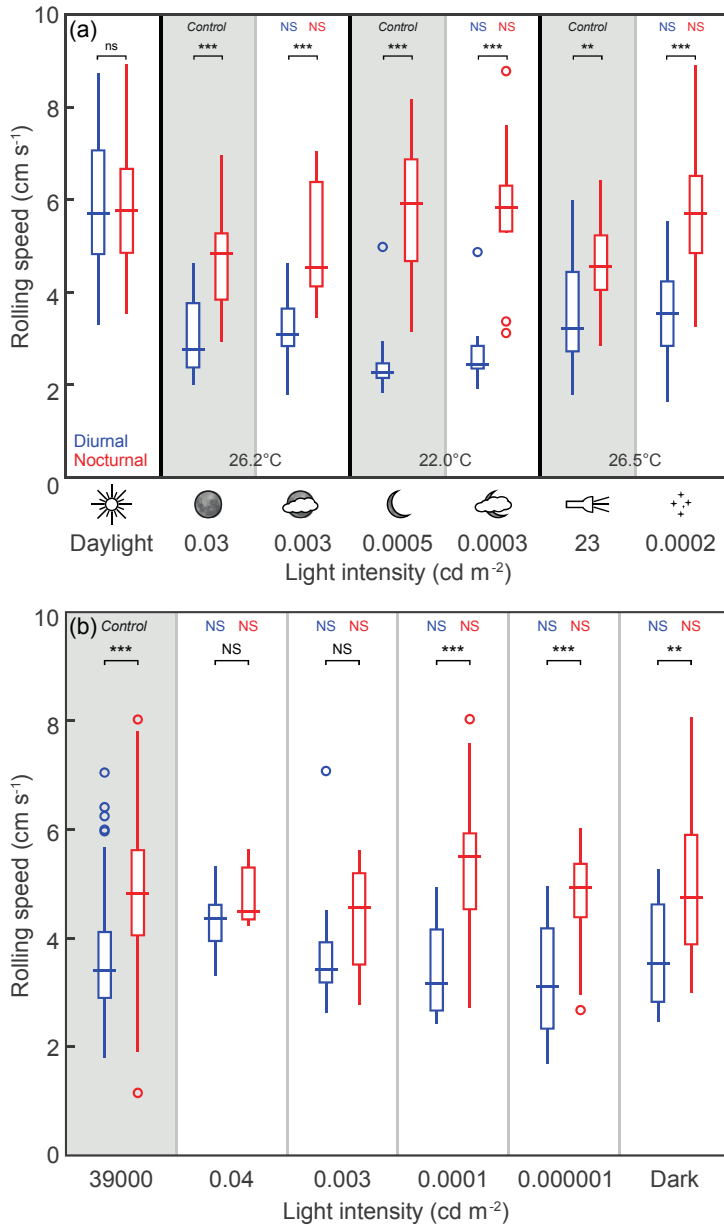 (a)
Control NS NS Control NS NS Control NS NS
ns *** *** *** *** ** ***
10
8
6
4
2
0
Rolling speed (cm s⁻¹)
Diurnal
Nocturnal
26.2°C 22.0°C 26.5°C
Daylight 0.03 0.003 0.0005 0.0003 23 0.0002
Light intensity (cd m⁻²)
(b)
Control NS NS NS NS NS NS NS NS NS NS
*** NS NS *** *** **
10
8
6
4
2
0
Rolling speed (cm s⁻¹)
39000 0.04 0.003 0.0001 0.000001 Dark
Light intensity (cd m⁻²)